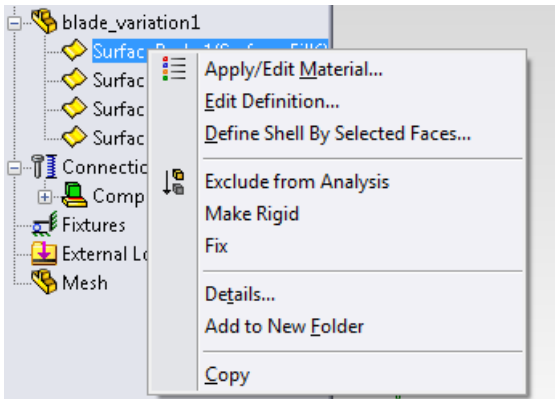 blade_variation1
Surfac
Apply/Edit Material...
Surfac
Edit Definition...
Surfac
Define Shell By Selected Faces...
Surfac
Connectic
Exclude from Analysis
Comp
Make Rigid
Fixtures
Fix
External Lo
Mesh
Details...
Add to New Folder
Copy